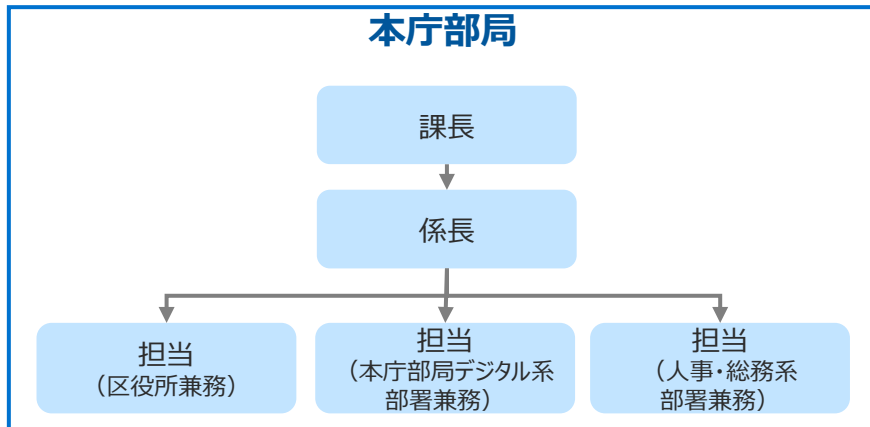 本庁部局
課長
係長
担当
（区役所兼務）
担当
（本庁部局デジタル系
部署兼務）
担当
（人事・総務系
部署兼務）